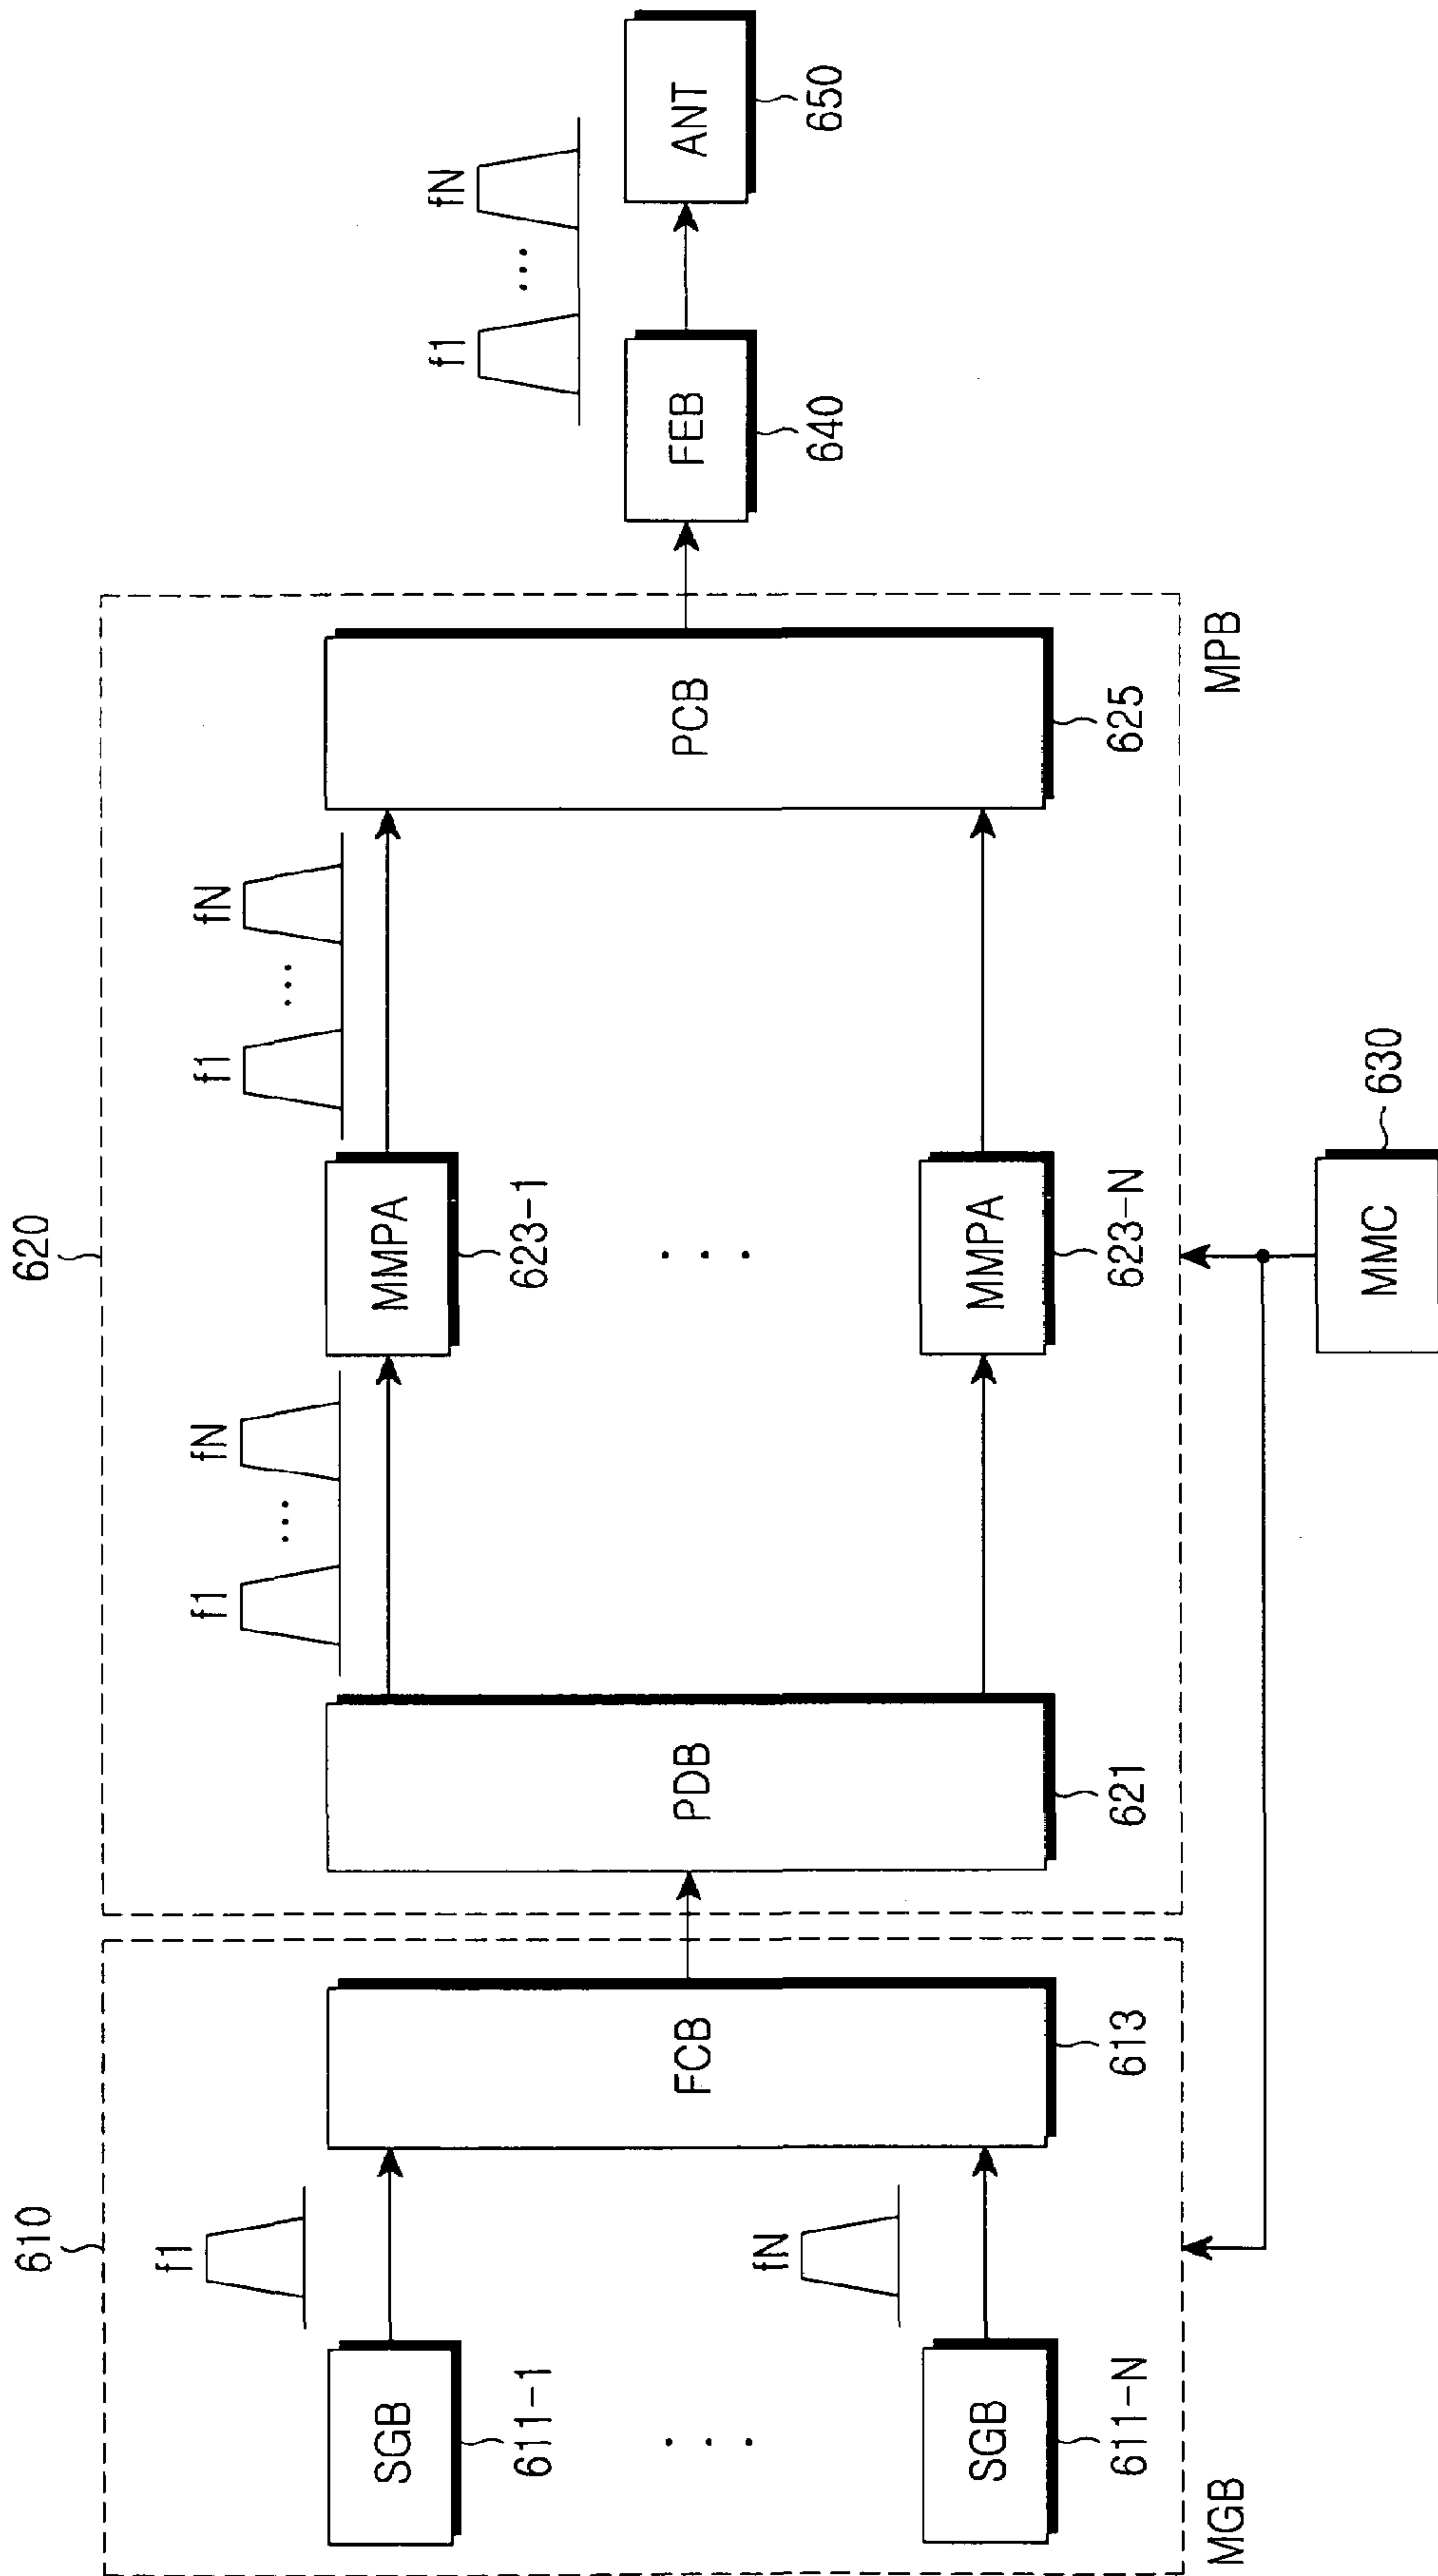 610
620
f1
f1
...
fN
f1
...
fN
f1
...
fN
SGB
611-1
FCB
613
PDB
621
MMPA
623-1
PCB
625
FEB
640
ANT
650
...
...
fN
SGB
611-N
MMPA
623-N
MGB
MPB
MMC
630